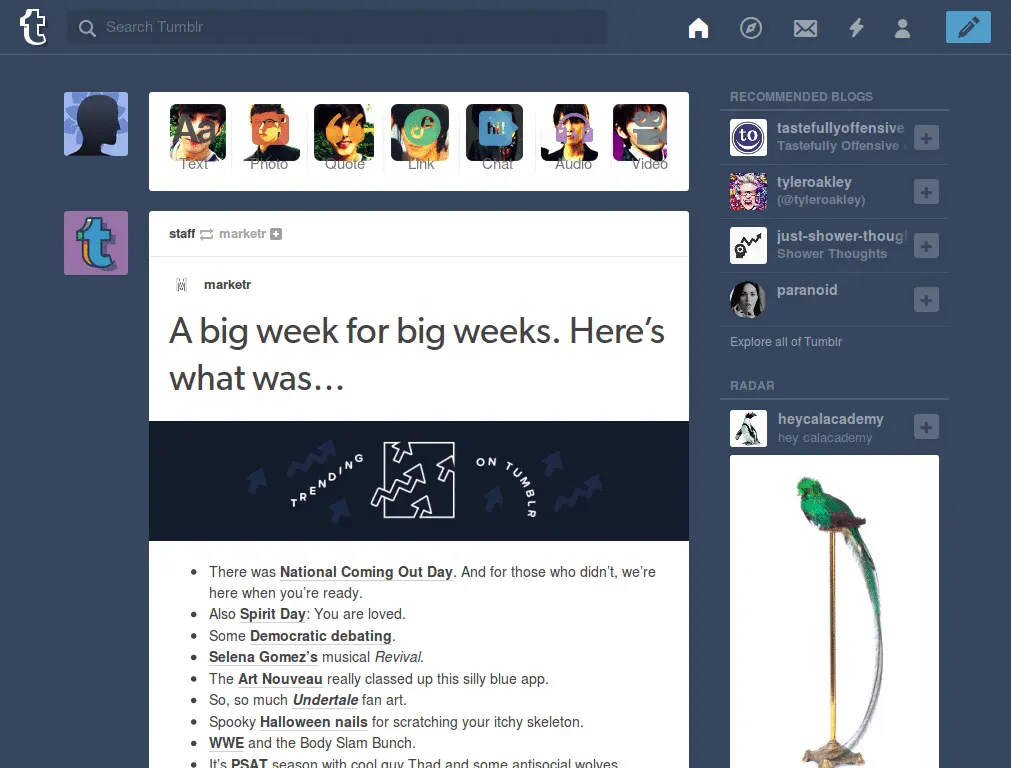 t
Search Tumblr
Aa
hi!
Text
Photo
Quote
Link
Chat
Audio
Video
staff marketr
marketr
A big week for big weeks. Here's
what was...
TRENDING
ON TUMBLR
There was National Coming Out Day. And for those who didn't, we're
here when you're ready.
Also Spirit Day: You are loved.
Some Democratic debating.
Selena Gomez's musical Revival.
The Art Nouveau really classed up this silly blue app.
So, so much Undertale fan art.
Spooky Halloween nails for scratching your itchy skeleton.
WWE and the Body Slam Bunch.
It's PSAT season with cool guy Thad and some antisocial wolves
RECOMMENDED BLOGS
to
tastefullyoffensive
Tastefully Offensive
tyleroakley
(@tyleroakley)
just-shower-thoug
Shower Thoughts
paranoid
Explore all of Tumblr
RADAR
heycalacademy
hey calacademy